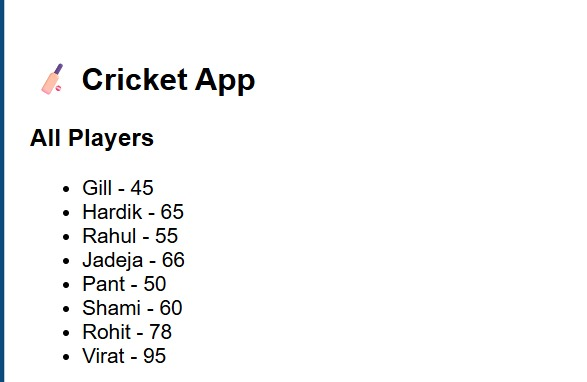 Cricket App
All Players
Gill - 45
Hardik - 65
Rahul - 55
Jadeja - 66
Pant - 50
Shami - 60
Rohit - 78
Virat - 95